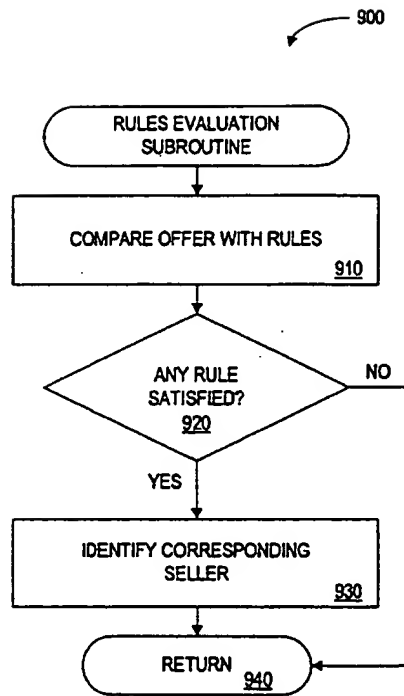 900
RULES EVALUATION
SUBROUTINE
COMPARE OFFER WITH RULES
910
ANY RULE
SATISFIED?
920
NO
YES
IDENTIFY CORRESPONDING
SELLER
930
RETURN
940